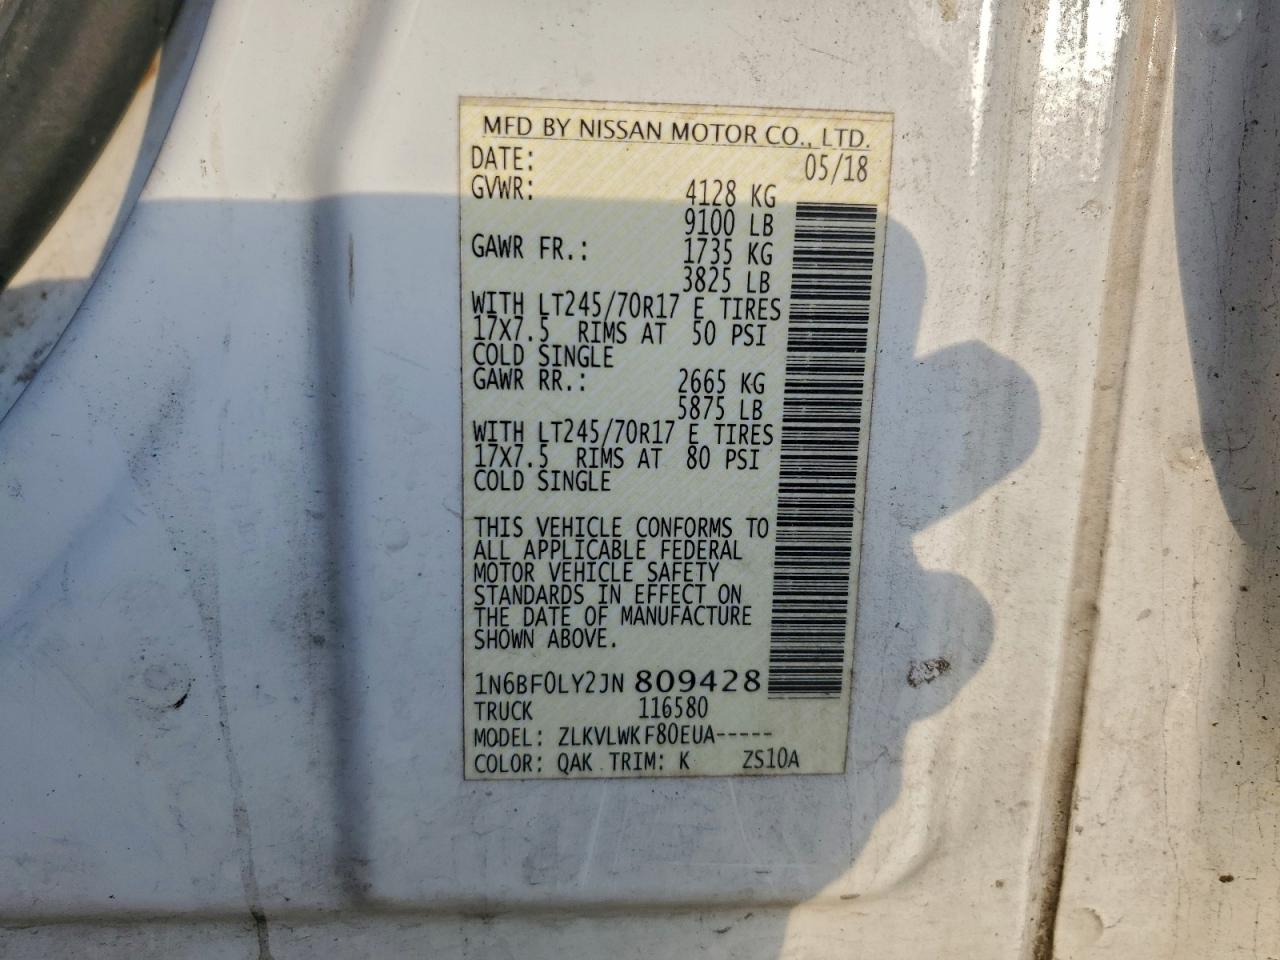 MFD BY NISSAN MOTOR CO., LTD.
DATE: 05/18
GVWR: 4128 KG
9100 LB
GAWR FR.: 1735 KG
3825 LB
WITH LT245/70R17 E TIRES
17X7.5 RIMS AT 50 PSI
COLD SINGLE
GAWR RR.: 2665 KG
5875 LB
WITH LT245/70R17 E TIRES
17X7.5 RIMS AT 80 PSI
COLD SINGLE
THIS VEHICLE CONFORMS TO
ALL APPLICABLE FEDERAL
MOTOR VEHICLE SAFETY
STANDARDS IN EFFECT ON
THE DATE OF MANUFACTURE
SHOWN ABOVE.
1N6BF0LY2JN 809428
TRUCK 116580
MODEL: ZLKVLWKF80EUA-----
COLOR: QAK TRIM: K ZS10A